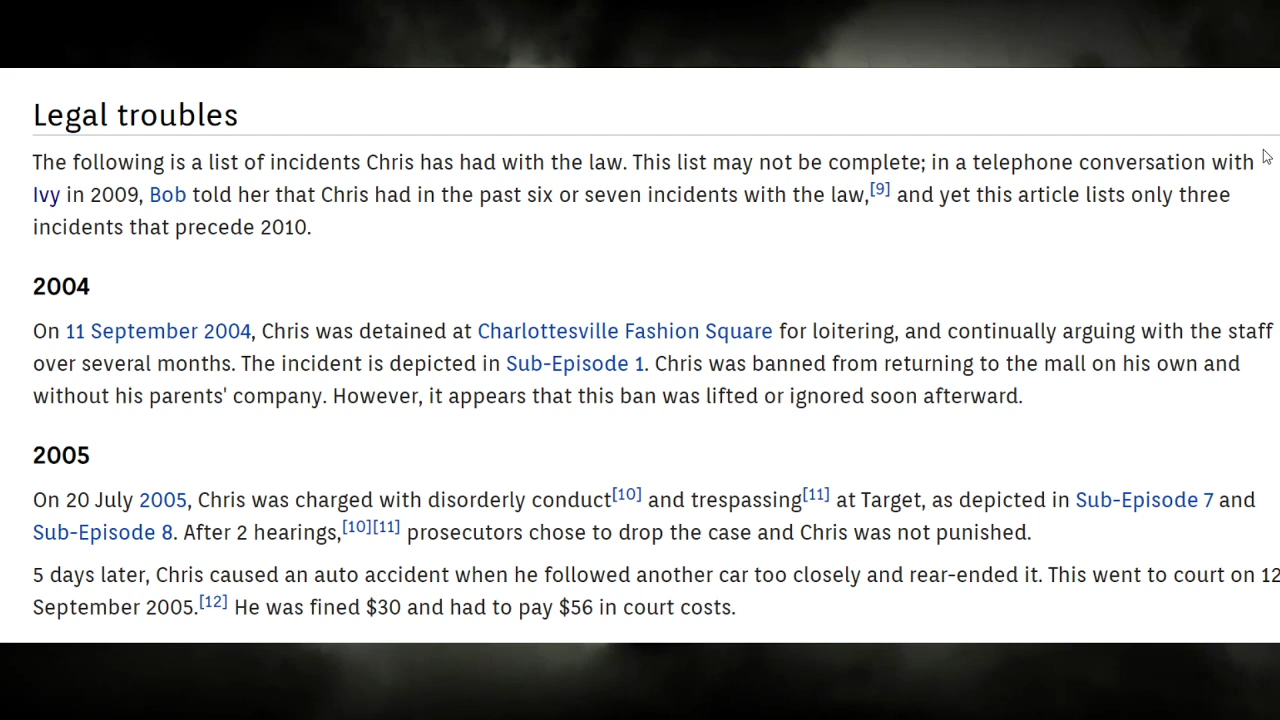 Legal troubles
The following is a list of incidents Chris has had with the law. This list may not be complete; in a telephone conversation with
Ivy in 2009, Bob told her that Chris had in the past six or seven incidents with the law,[9] and yet this article lists only three
incidents that precede 2010.
2004
On 11 September 2004, Chris was detained at Charlottesville Fashion Square for loitering, and continually arguing with the staff
over several months. The incident is depicted in Sub-Episode 1. Chris was banned from returning to the mall on his own and
without his parents' company. However, it appears that this ban was lifted or ignored soon afterward.
2005
On 20 July 2005, Chris was charged with disorderly conduct[10] and trespassing[11] at Target, as depicted in Sub-Episode 7 and
Sub-Episode 8. After 2 hearings,[10][11] prosecutors chose to drop the case and Chris was not punished.
5 days later, Chris caused an auto accident when he followed another car too closely and rear-ended it. This went to court on 12
September 2005.[12] He was fined $30 and had to pay $56 in court costs.